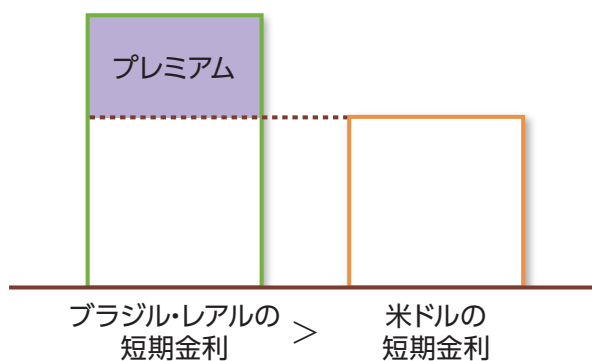 プレミアム
ブラジル・レアルの
短期金利
>
米ドルの
短期金利